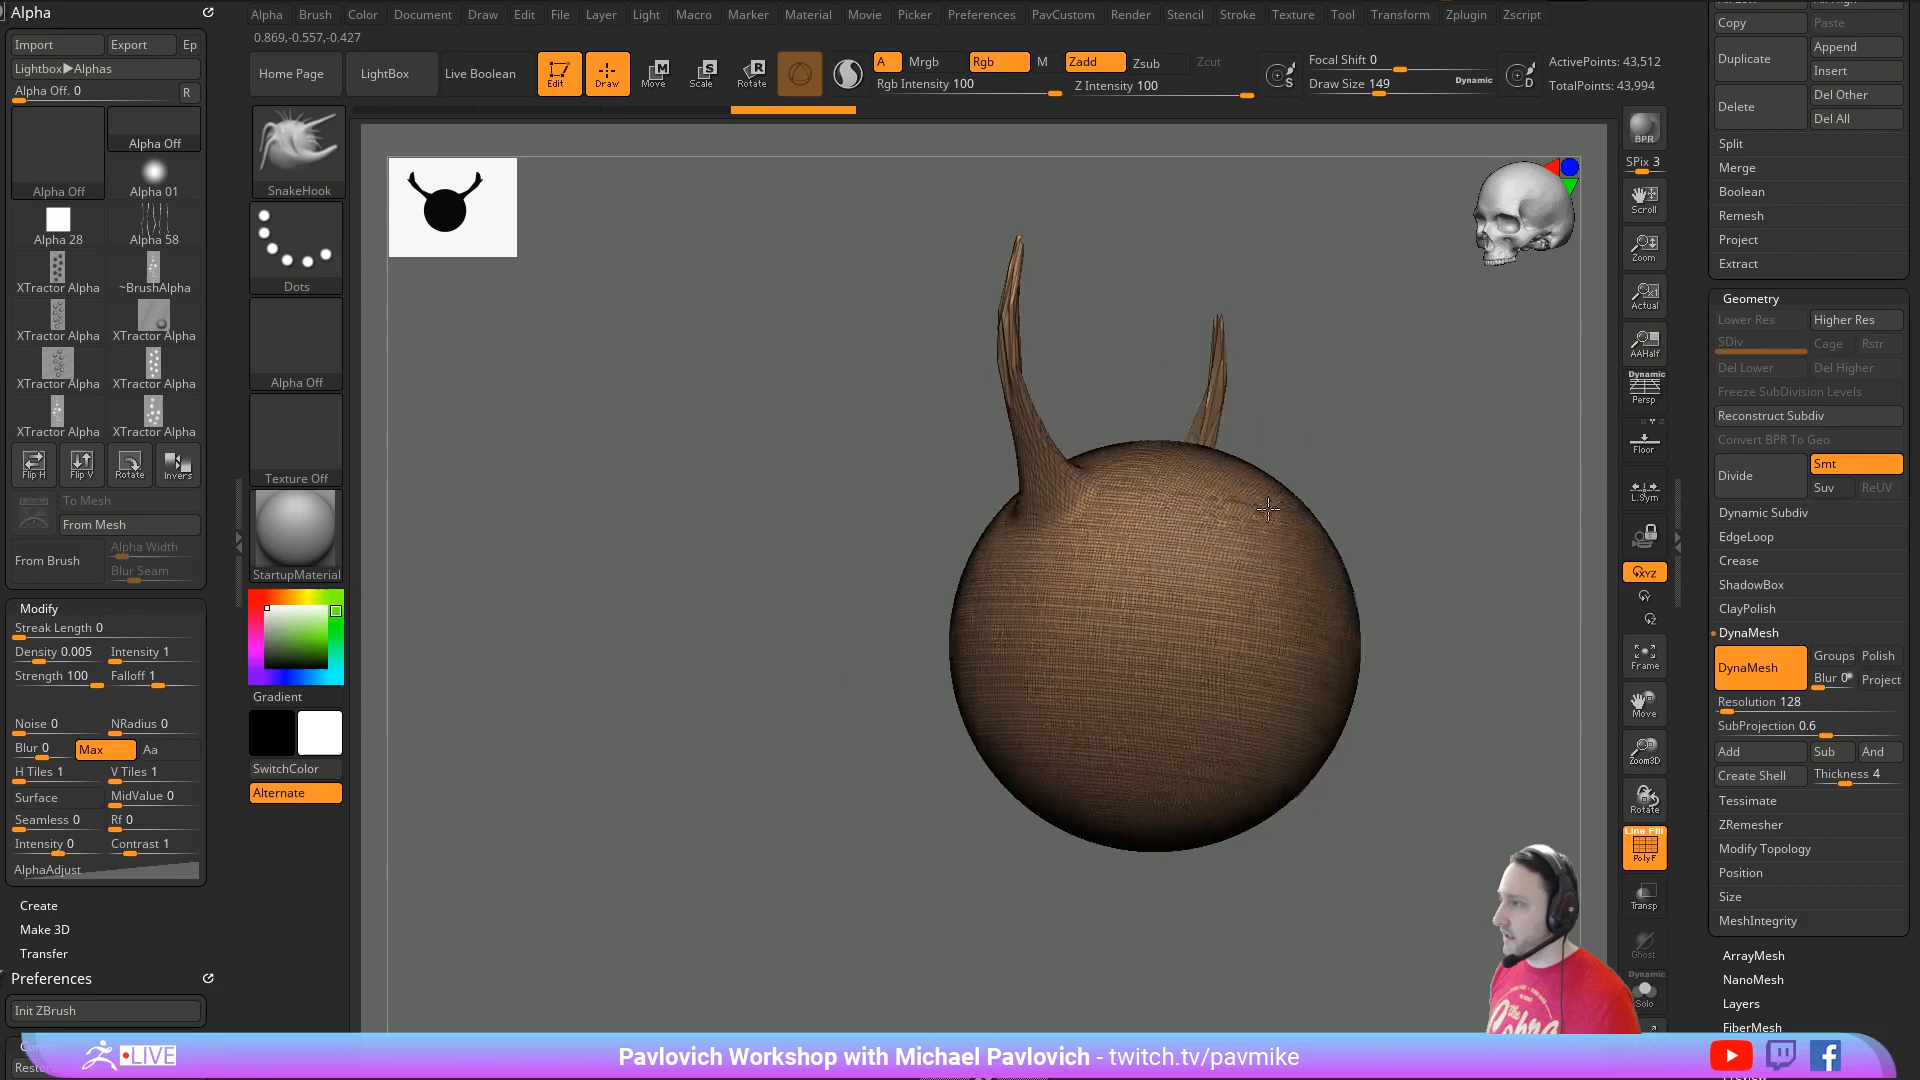 Alpha
Import Export Ep
Lightbox▶Alphas
Alpha Off. 0 R
Alpha Off
Alpha Off
Alpha 01
Alpha 28 Alpha 58
XTractor Alpha ~BrushAlpha
XTractor Alpha XTractor Alpha
XTractor Alpha XTractor Alpha
XTractor Alpha XTractor Alpha
Flip H Flip V Rotate Invers
To Mesh
From Mesh
From Brush Alpha Width
Blur Seam
Modify
Streak Length 0
Density 0.005 Intensity 1
Strength 100 Falloff 1
Noise 0 NRadius 0
Blur 0 Max Aa
H Tiles 1 V Tiles 1
Surface MidValue 0
Seamless 0 Rf 0
Intensity 0 Contrast 1
AlphaAdjust
Create
Make 3D
Transfer
Preferences
Init ZBrush
Alpha Brush Color Document Draw Edit File Layer Light Macro Marker Material Movie Picker Preferences PavCustom Render Stencil Stroke Texture Tool Transform Zplugin Zscript
0.869,-0.557,-0.427
Home Page LightBox Live Boolean Edit Draw Move Scale Rotate
A Mrgb Rgb M Zadd Zsub Zcut
Rgb Intensity 100 Z Intensity 100
S Focal Shift 0
Draw Size 149 Dynamic D
ActivePoints: 43,512
TotalPoints: 43,994
SnakeHook
Dots
Alpha Off
Texture Off
StartupMaterial
Gradient
SwitchColor
Alternate
BPR
SPix 3
Scroll
Zoom
Actual
AAHalf
Dynamic
Persp
Floor
L.Sym
XYZ
Y
Z
Frame
Move
Zoom3D
Rotate
Line Fill
PolyF
Transp
Ghost
Dynamic
Solo
Copy Paste
Duplicate Append
Insert
Delete Del Other
Del All
Split
Merge
Boolean
Remesh
Project
Extract
Geometry
Lower Res Higher Res
SDiv Cage Rstr
Del Lower Del Higher
Freeze SubDivision Levels
Reconstruct Subdiv
Convert BPR To Geo
Divide Smt
Suv ReUV
Dynamic Subdiv
EdgeLoop
Crease
ShadowBox
ClayPolish
DynaMesh
DynaMesh Groups Polish
Blur 0 Project
Resolution 128
SubProjection 0.6
Add Sub And
Create Shell Thickness 4
Tessimate
ZRemesher
Modify Topology
Position
Size
MeshIntegrity
ArrayMesh
NanoMesh
Layers
FiberMesh
LIVE
Pavlovich Workshop with Michael Pavlovich - twitch.tv/pavmike